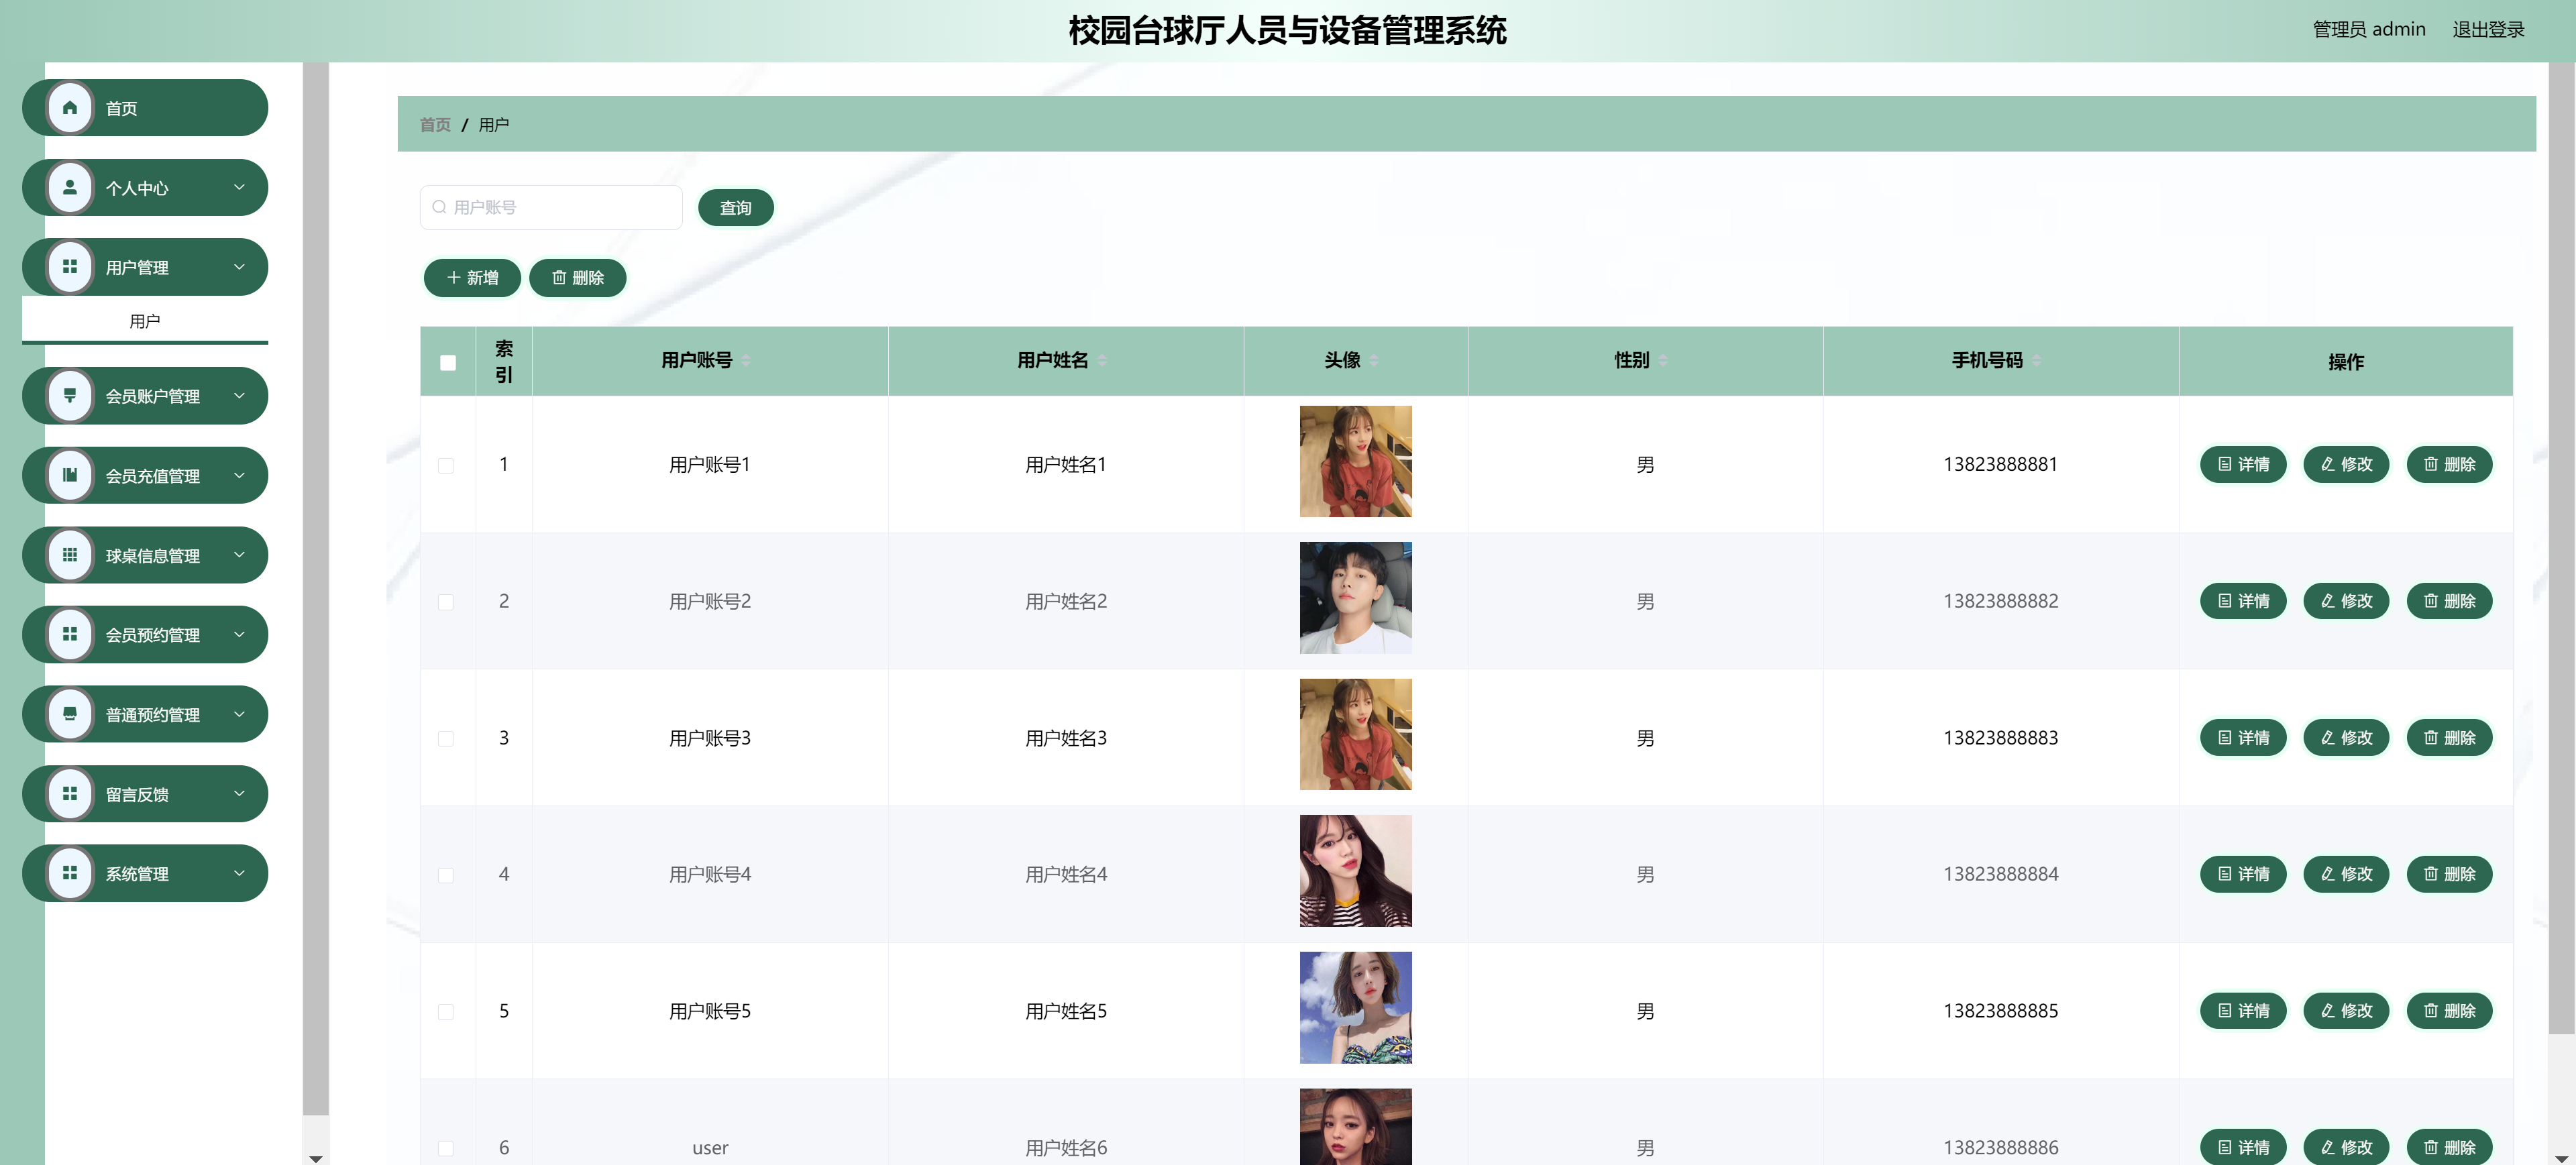 校园台球厅人员与设备管理系统
管理员 admin 退出登录
首页
个人中心
用户管理
用户
会员账户管理
会员充值管理
球桌信息管理
会员预约管理
普通预约管理
留言反馈
系统管理
首页 / 用户
用户账号 查询
新增 删除
索引 用户账号 用户姓名 头像 性别 手机号码 操作
1 用户账号1 用户姓名1 男 13823888881 详情 修改 删除
2 用户账号2 用户姓名2 男 13823888882 详情 修改 删除
3 用户账号3 用户姓名3 男 13823888883 详情 修改 删除
4 用户账号4 用户姓名4 男 13823888884 详情 修改 删除
5 用户账号5 用户姓名5 男 13823888885 详情 修改 删除
6 user 用户姓名6 男 13823888886 详情 修改 删除